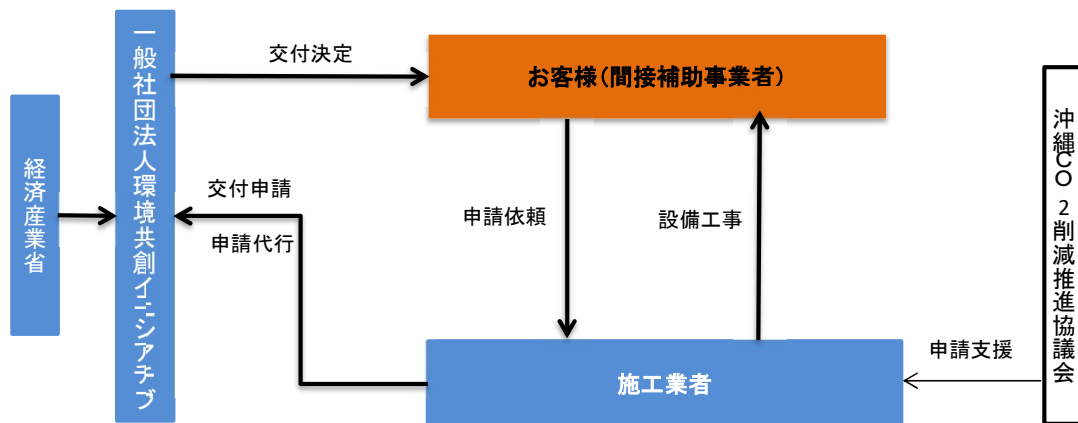 経済産業省
一般社団法人環境共創イニシアチブ
交付決定
お客様(間接補助事業者)
交付申請
申請代行
申請依頼
設備工事
施工業者
申請支援
沖縄CO2削減推進協議会